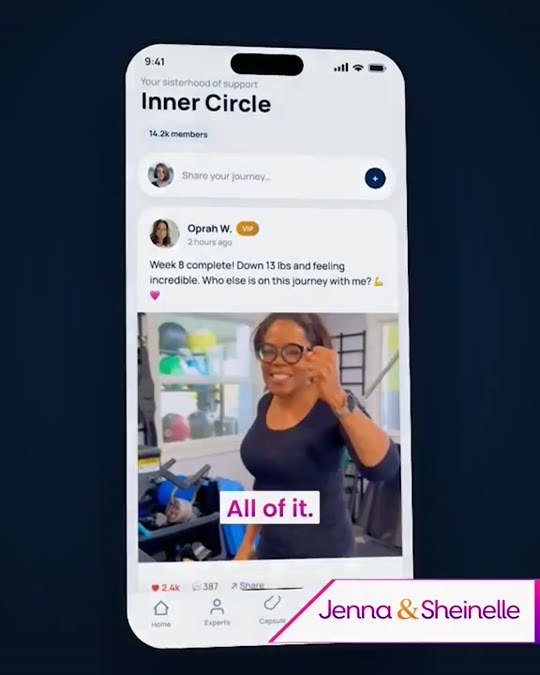 9:41
Your sisterhood of support
Inner Circle
14.2k members
Share your journey...
+
Oprah W. VIP
2 hours ago
Week 8 complete! Down 13 lbs and feeling
incredible. Who else is on this journey with me? 💪
💗
All of it.
2.4k 387 Share
Home Experts Capsule
Jenna & Sheinelle